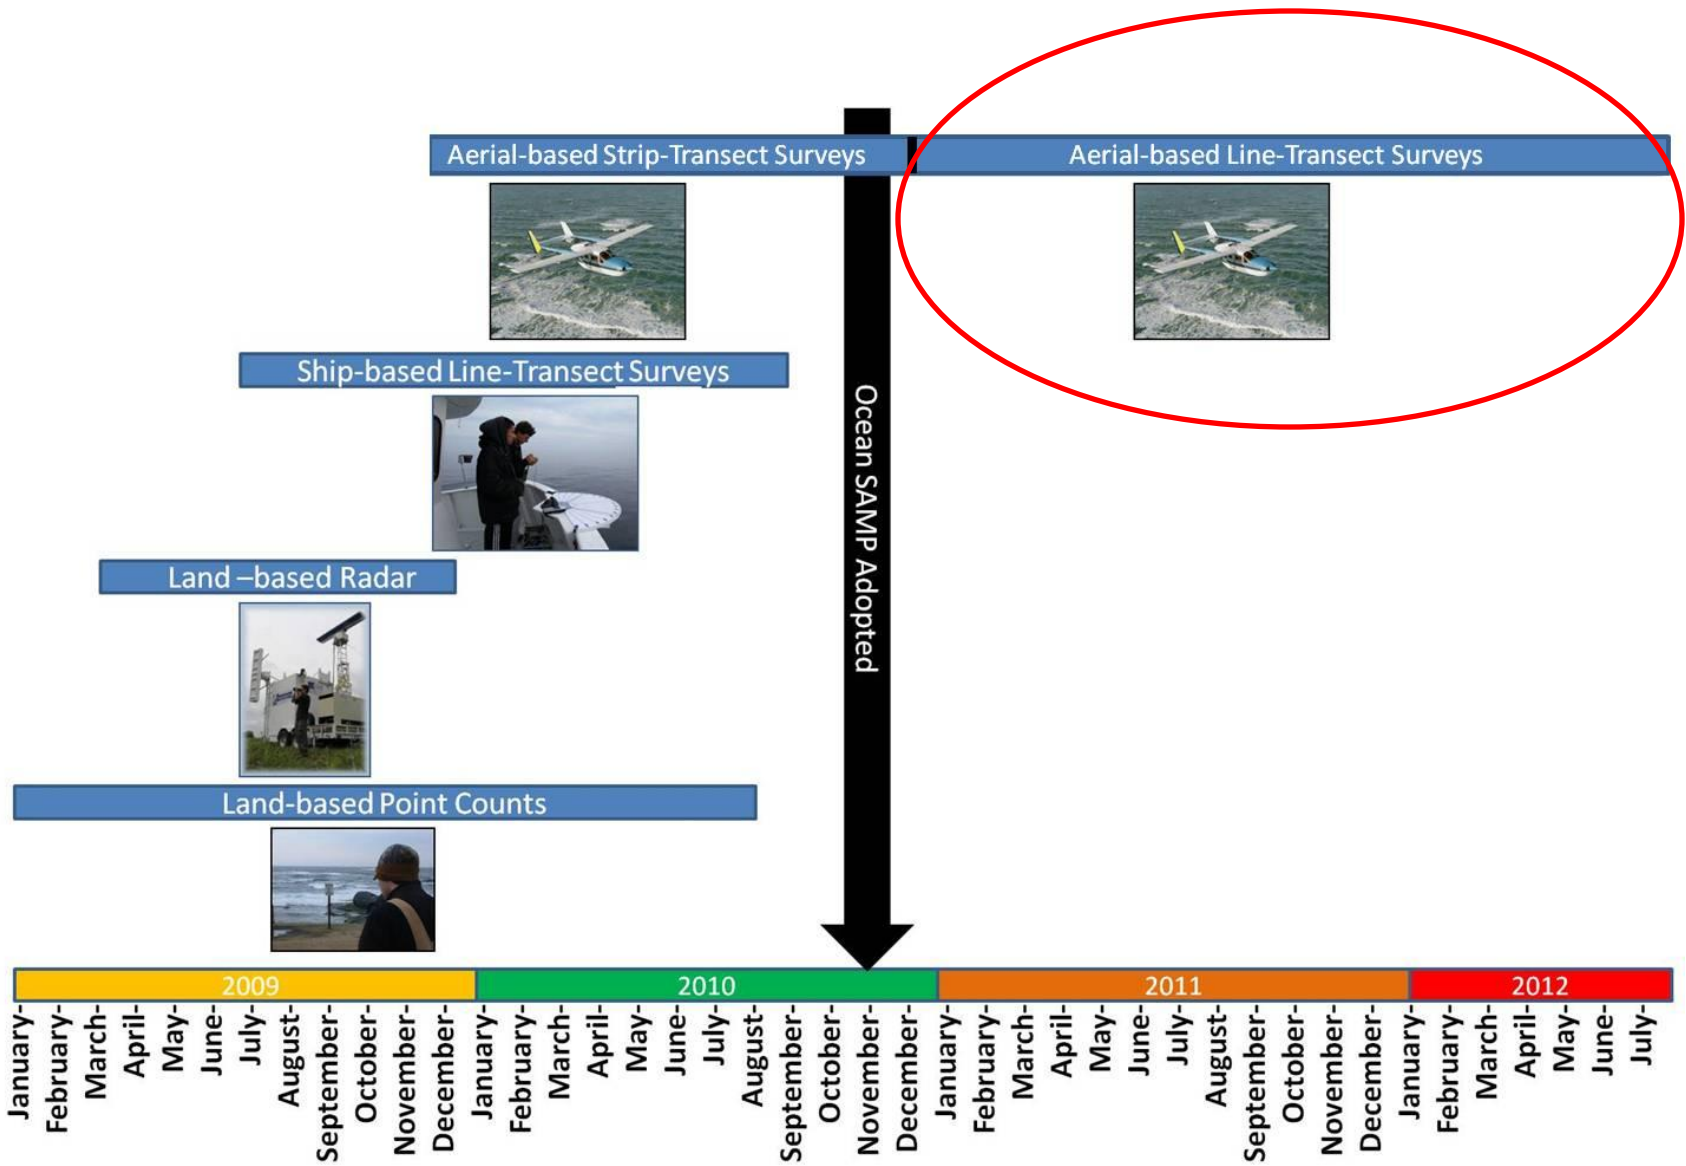 Aerial-based Strip-Transect Surveys
Aerial-based Line-Transect Surveys
Ship-based Line-Transect Surveys
Land –based Radar
Land-based Point Counts
Ocean SAMP Adopted
2009
2010
2011
2012
January-
February-
March-
April-
May-
June-
July-
August-
September-
October-
November-
December-
January-
February-
March-
April-
May-
June-
July-
August-
September-
October-
November-
December-
January-
February-
March-
April-
May-
June-
July-
August-
September-
October-
November-
December-
January-
February-
March-
April-
May-
June-
July-